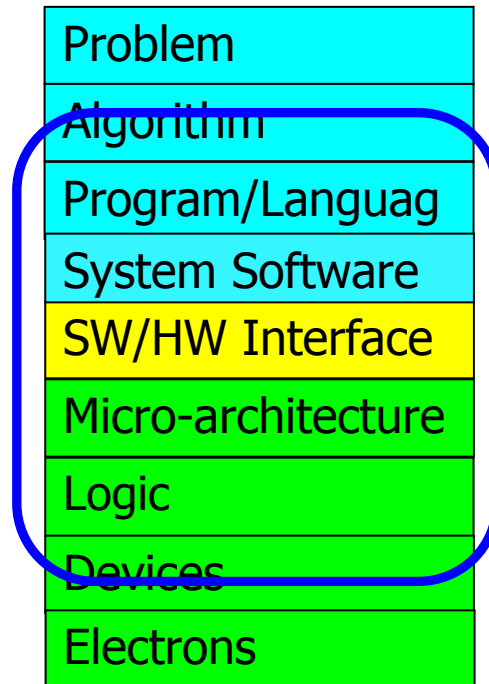 Problem
Algorithm
Program/Languag
System Software
SW/HW Interface
Micro-architecture
Logic
Devices
Electrons